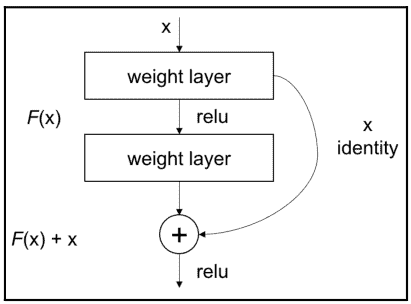 x
weight layer
F(x)
relu
x
identity
weight layer
F(x) + x
+
relu